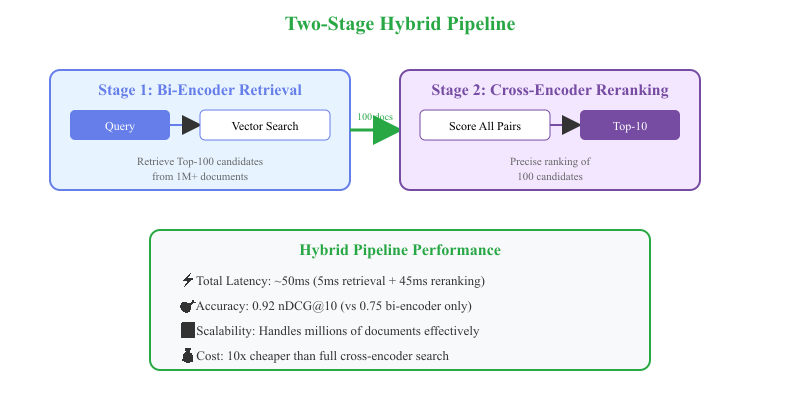 Two-Stage Hybrid Pipeline
Stage 1: Bi-Encoder Retrieval
Query
Vector Search
Retrieve Top-100 candidates
from 1M+ documents
100 docs
Stage 2: Cross-Encoder Reranking
Score All Pairs
Top-10
Precise ranking of
100 candidates
Hybrid Pipeline Performance
Total Latency: ~50ms (5ms retrieval + 45ms reranking)
Accuracy: 0.92 nDCG@10 (vs 0.75 bi-encoder only)
Scalability: Handles millions of documents effectively
Cost: 10x cheaper than full cross-encoder search